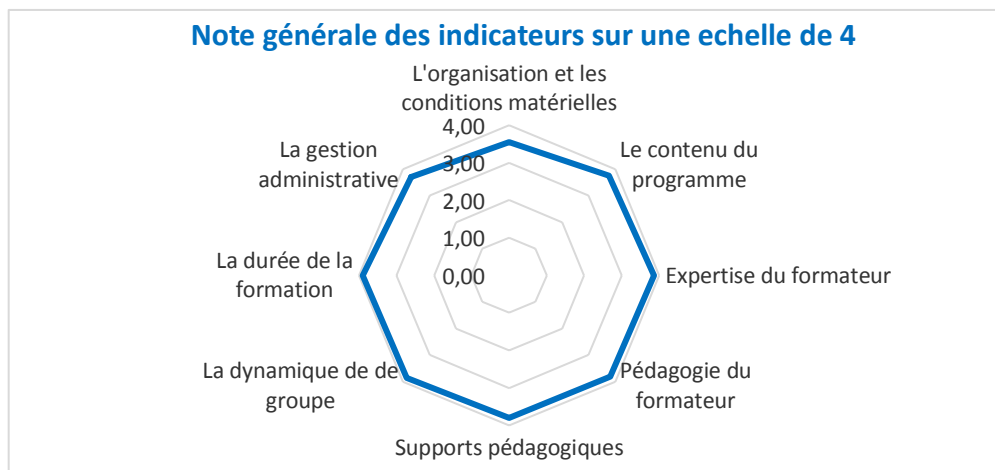 Note générale des indicateurs sur une echelle de 4
L'organisation et les
conditions matérielles
4,00
3,00
2,00
1,00
0,00
Le contenu du
programme
Expertise du formateur
Pédagogie du
formateur
Supports pédagogiques
La dynamique de de
groupe
La durée de la
formation
La gestion
administrative